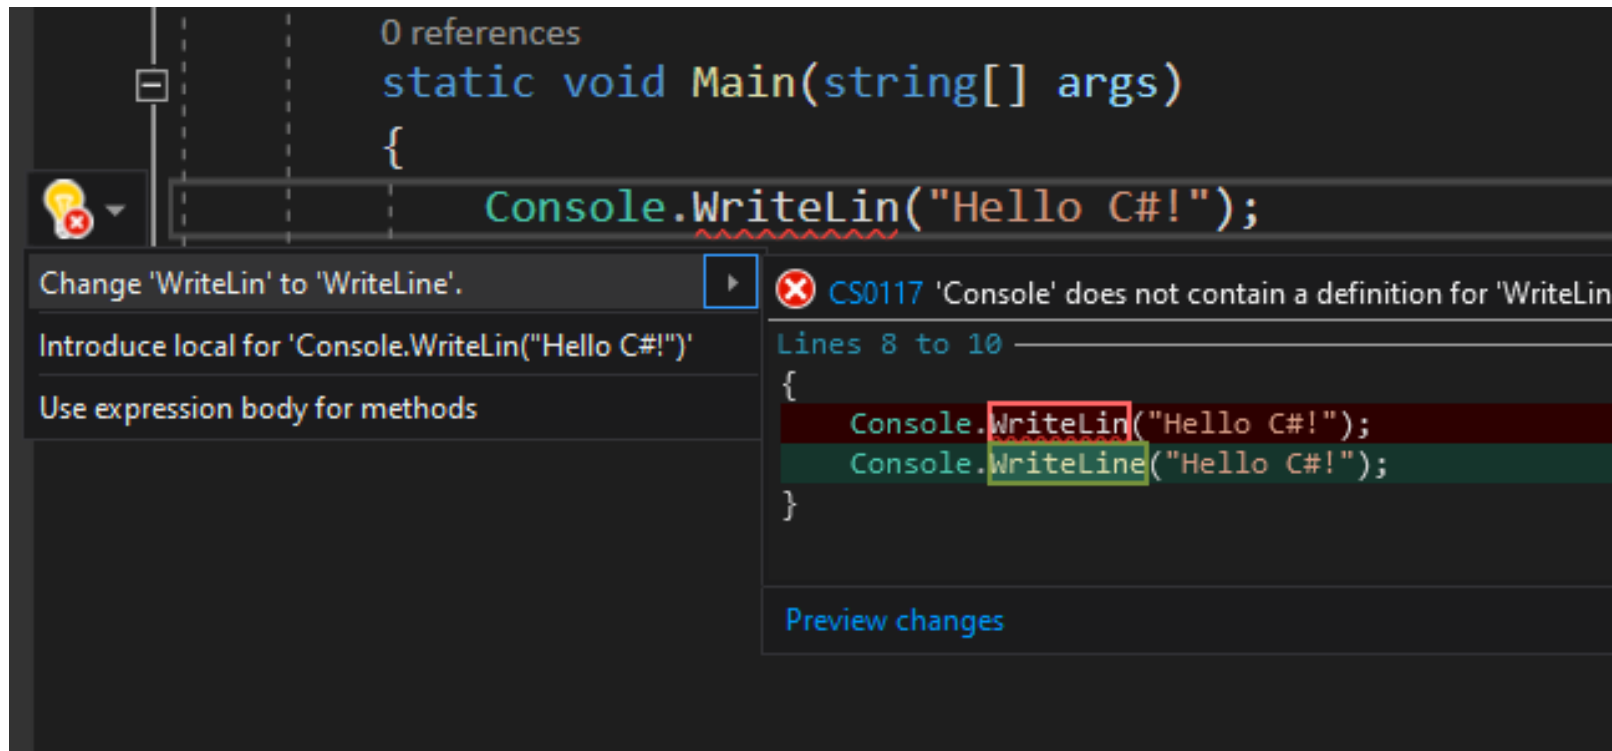 0 references
static void Main(string[] args)
{
Console.WriteLin("Hello C#!");
Change 'WriteLin' to 'WriteLine'.
Introduce local for 'Console.WriteLin("Hello C#!")'
Use expression body for methods
CS0117 'Console' does not contain a definition for 'WriteLin
Lines 8 to 10
{
Console.WriteLin("Hello C#!");
Console.WriteLine("Hello C#!");
}
Preview changes